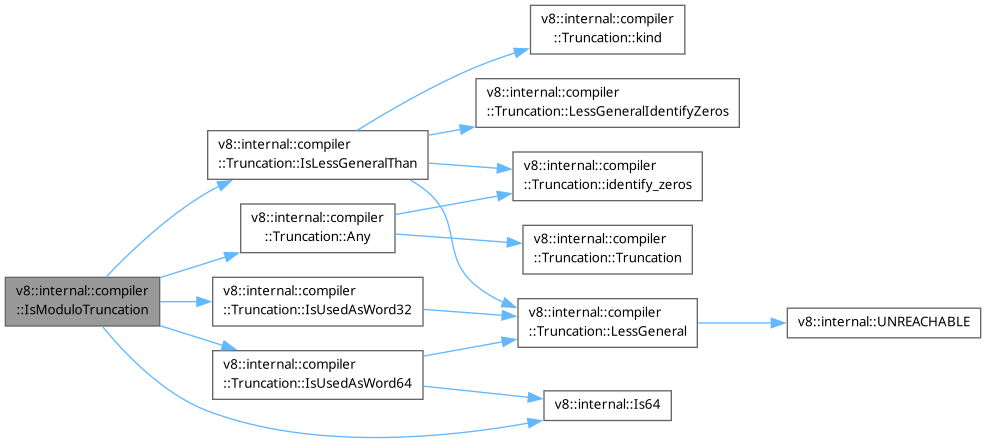 v8::internal::compiler
::Truncation::kind
v8::internal::compiler
::Truncation::LessGeneralIdentifyZeros
v8::internal::compiler
::Truncation::IsLessGeneralThan
v8::internal::compiler
::Truncation::identify_zeros
v8::internal::compiler
::Truncation::Any
v8::internal::compiler
::Truncation::Truncation
v8::internal::compiler
::IsModuloTruncation
v8::internal::compiler
::Truncation::IsUsedAsWord32
v8::internal::compiler
::Truncation::LessGeneral
v8::internal::UNREACHABLE
v8::internal::compiler
::Truncation::IsUsedAsWord64
v8::internal::Is64